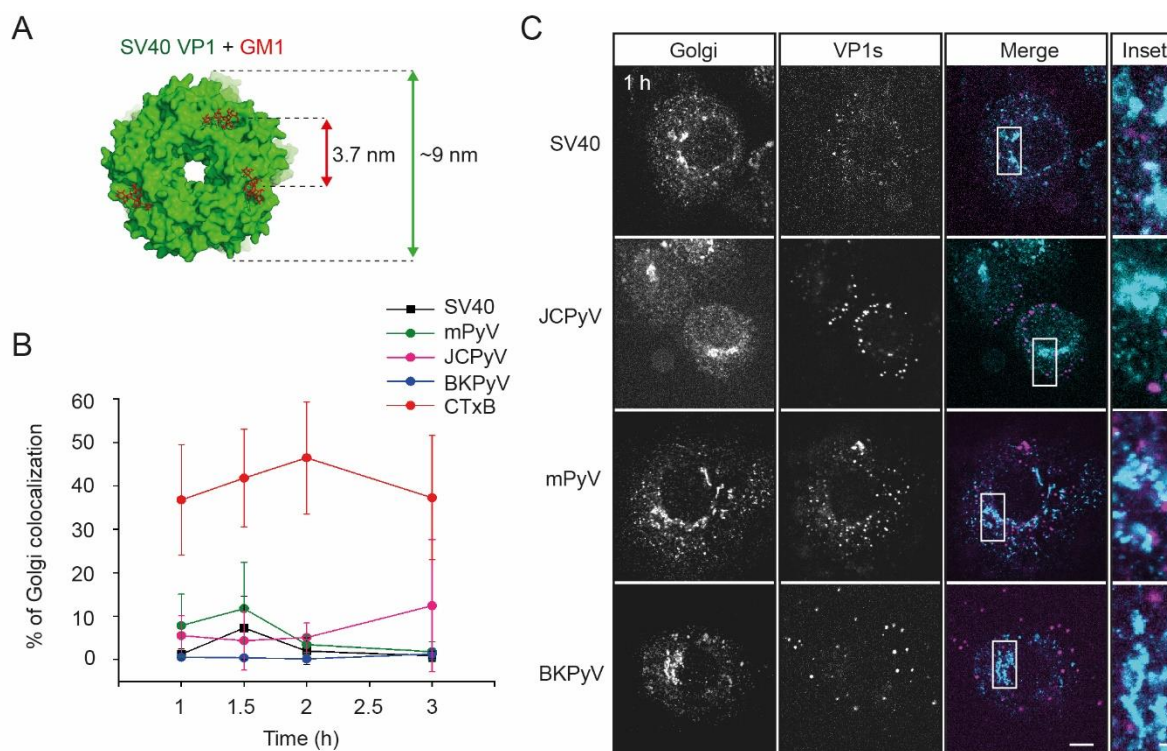 A
SV40 VP1 + GM1
3.7 nm
~9 nm
B
SV40
mPyV
JCPyV
BKPyV
CTxB
% of Golgi colocalization
60
50
40
30
20
10
0
1
1.5
2
2.5
3
Time (h)
C
Golgi
VP1s
Merge
Inset
1 h
SV40
JCPyV
mPyV
BKPyV